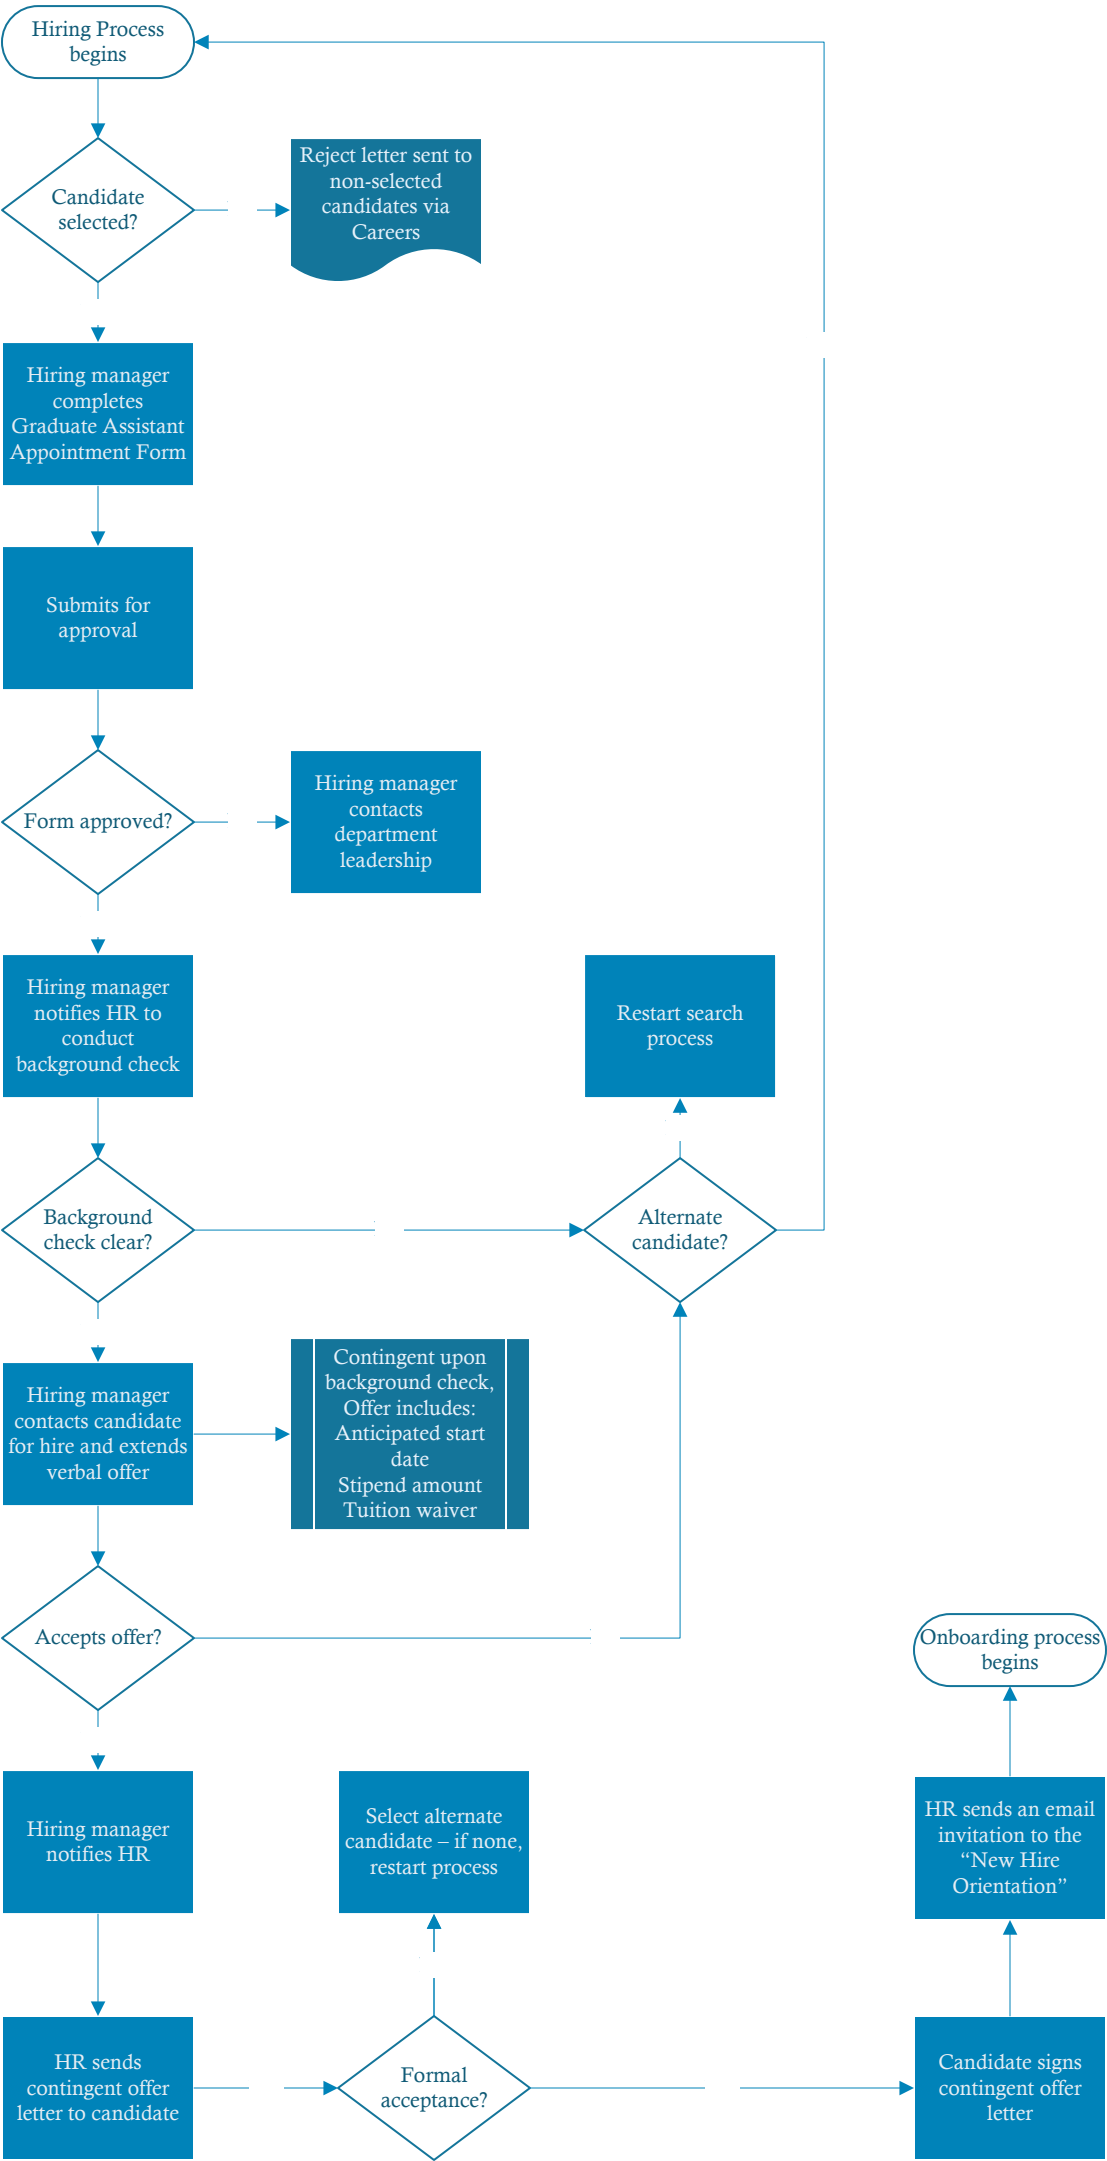 Hiring Process
begins
Candidate
selected?
Reject letter sent to
non-selected
candidates via
Careers
Hiring manager
completes
Graduate Assistant
Appointment Form
Submits for
approval
Form approved?
Hiring manager
contacts
department
leadership
Hiring manager
notifies HR to
conduct
background check
Restart search
process
Background
check clear?
Alternate
candidate?
Hiring manager
contacts candidate
for hire and extends
verbal offer
Contingent upon
background check,
Offer includes:
Anticipated start
date
Stipend amount
Tuition waiver
Accepts offer?
Onboarding process
begins
Hiring manager
notifies HR
Select alternate
candidate – if none,
restart process
HR sends an email
invitation to the
“New Hire
Orientation”
HR sends
contingent offer
letter to candidate
Formal
acceptance?
Candidate signs
contingent offer
letter